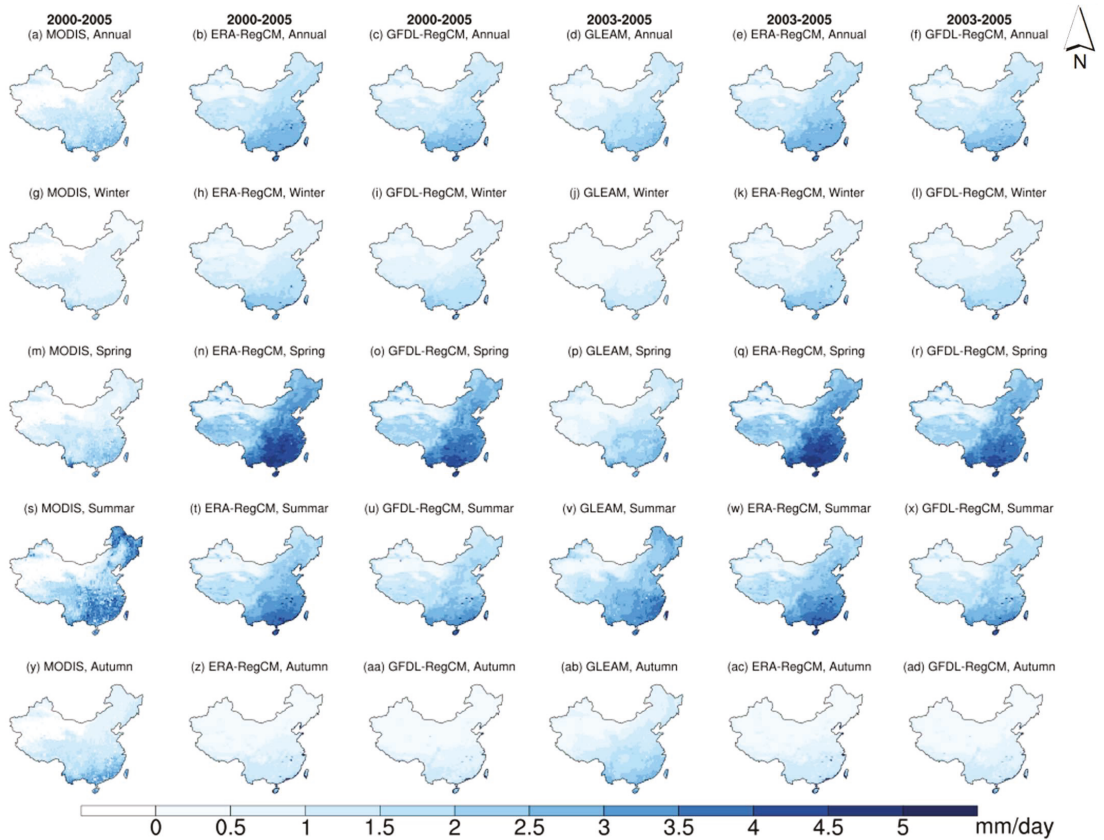 2000-2005 2000-2005 2000-2005 2003-2005 2003-2005 2003-2005
(a) MODIS, Annual (b) ERA-RegCM, Annual (c) GFDL-RegCM, Annual (d) GLEAM, Annual (e) ERA-RegCM, Annual (f) GFDL-RegCM, Annual
N
(g) MODIS, Winter (h) ERA-RegCM, Winter (i) GFDL-RegCM, Winter (j) GLEAM, Winter (k) ERA-RegCM, Winter (l) GFDL-RegCM, Winter
(m) MODIS, Spring (n) ERA-RegCM, Spring (o) GFDL-RegCM, Spring (p) GLEAM, Spring (q) ERA-RegCM, Spring (r) GFDL-RegCM, Spring
(s) MODIS, Summar (t) ERA-RegCM, Summar (u) GFDL-RegCM, Summar (v) GLEAM, Summar (w) ERA-RegCM, Summar (x) GFDL-RegCM, Summar
(y) MODIS, Autumn (z) ERA-RegCM, Autumn (aa) GFDL-RegCM, Autumn (ab) GLEAM, Autumn (ac) ERA-RegCM, Autumn (ad) GFDL-RegCM, Autumn
0 0.5 1 1.5 2 2.5 3 3.5 4 4.5 5 mm/day